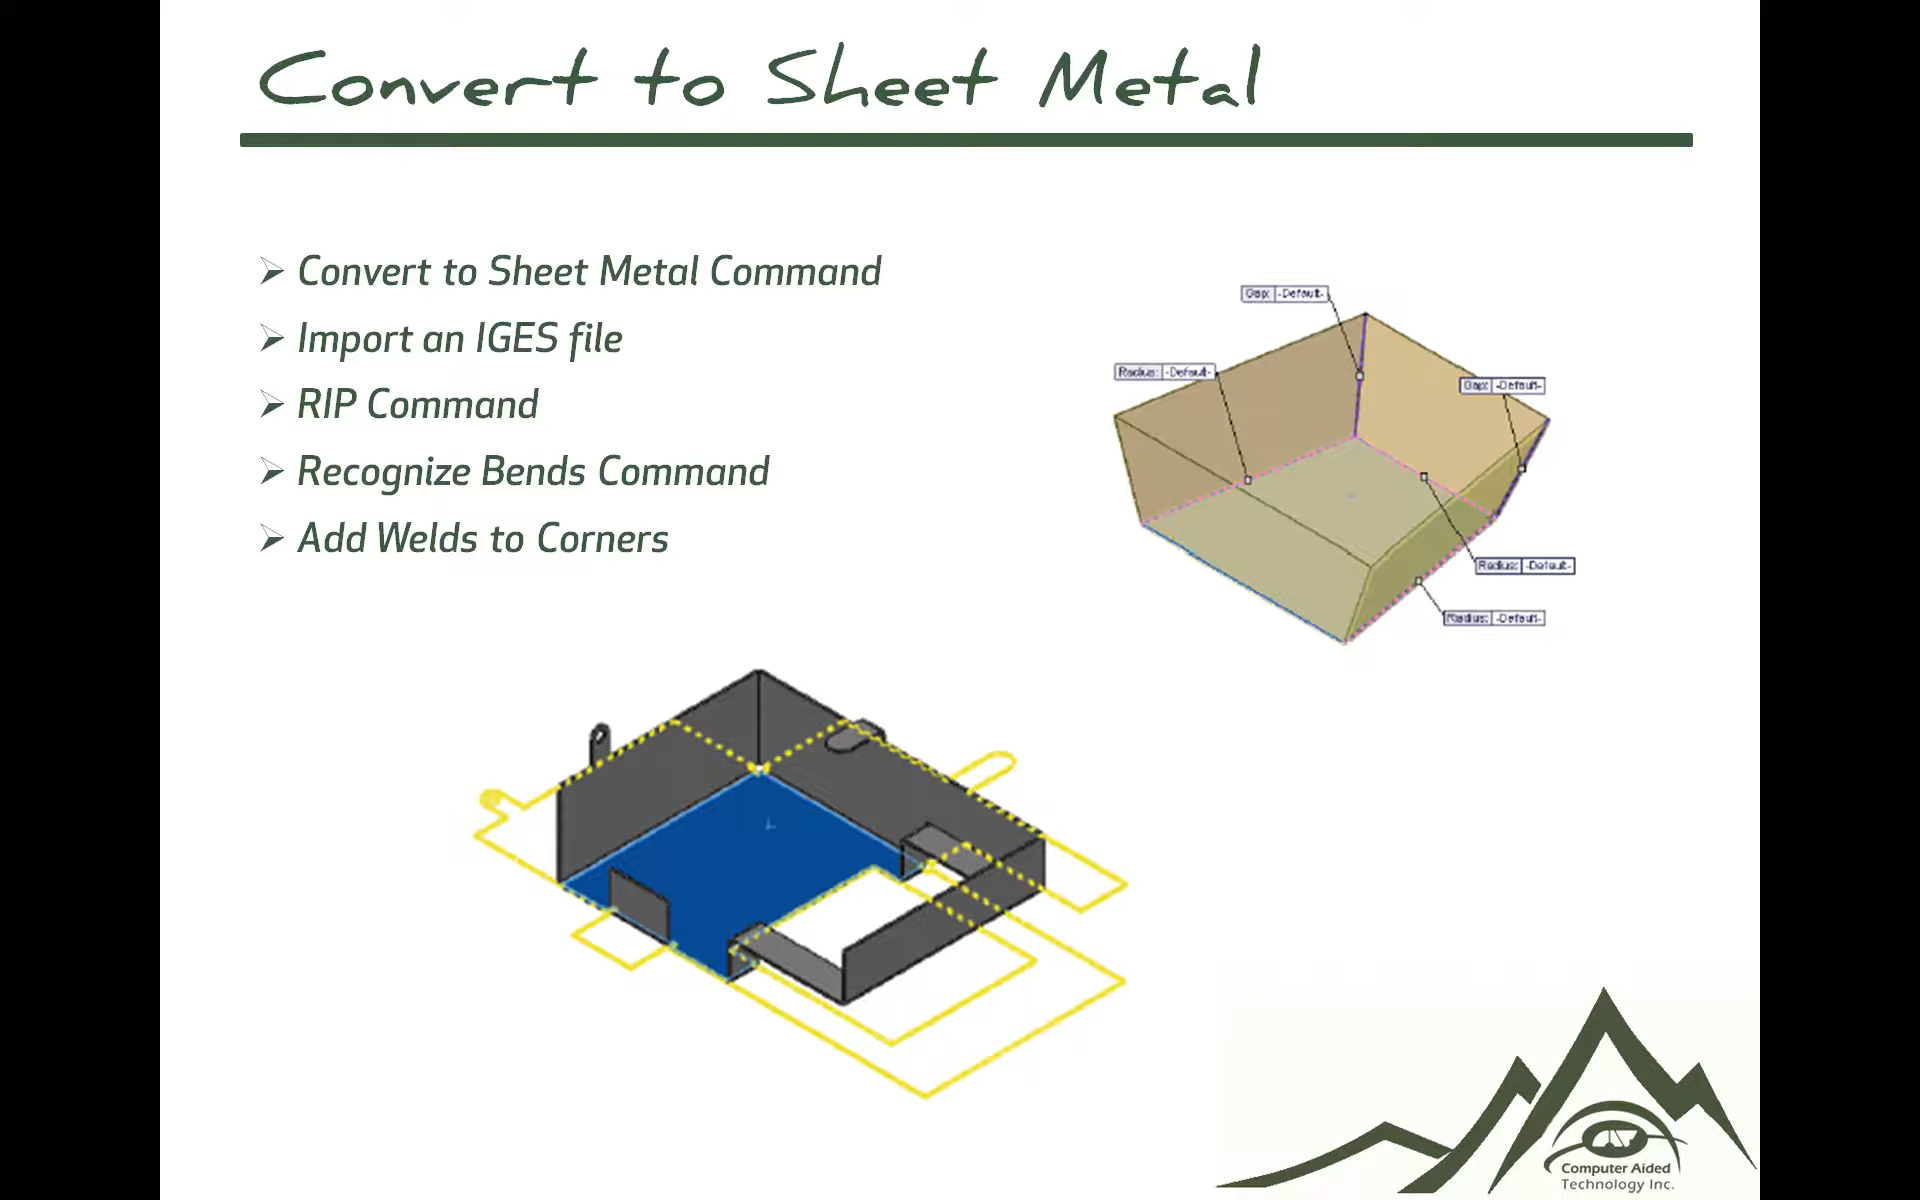 Convert to Sheet Metal
Convert to Sheet Metal Command
Import an IGES file
RIP Command
Recognize Bends Command
Add Welds to Corners
Gap: -Default-
Radius: -Default-
Gap: -Default-
Radius: -Default-
Radius: -Default-
Computer Aided
Technology Inc.